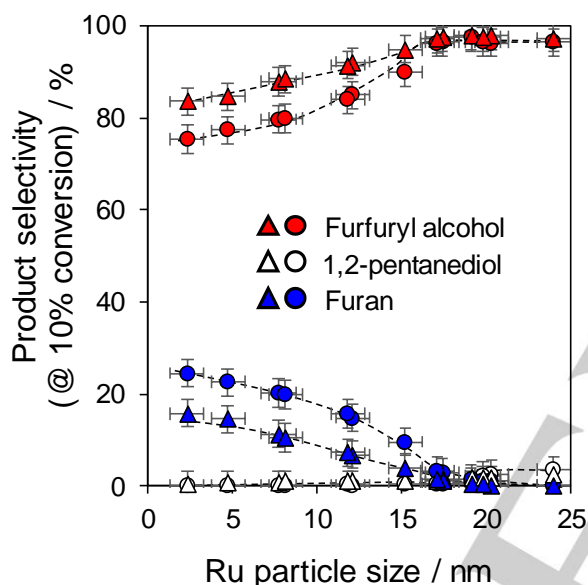 Product selectivity
(@ 10% conversion) / %
100
80
60
40
20
0
Furfuryl alcohol
1,2-pentanediol
Furan
0 5 10 15 20 25
Ru particle size / nm